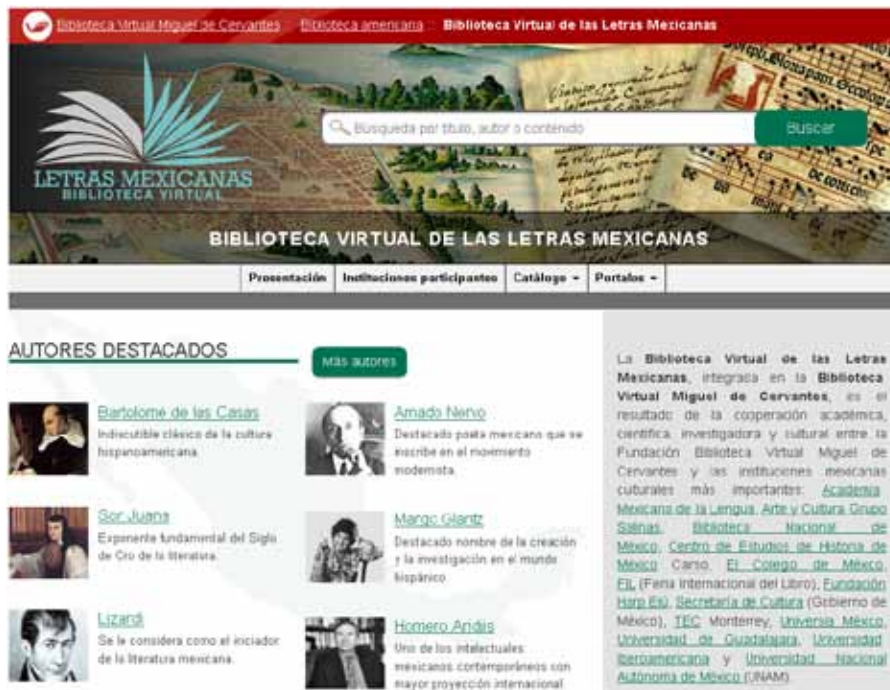 Biblioteca Virtual Miguel de Cervantes Biblioteca americana Biblioteca Virtual de las Letras Mexicanas
Búsqueda por título, autor o contenido
Buscar
LETRAS MEXICANAS
BIBLIOTECA VIRTUAL
BIBLIOTECA VIRTUAL DE LAS LETRAS MEXICANAS
Presentación Instituciones participantes Catálogo Portales
AUTORES DESTACADOS
Más autores
Bartolomé de las Casas
Indiscutible clásico de la cultura
hispanoamericana.
Sor Juana
Exponente fundamental del Siglo
de Oro de la literatura.
Lizardi
Se le considera como el iniciador
de la literatura mexicana.
Amado Nervo
Destacado poeta mexicano que se
inscribe en el movimiento
modernista.
Margo Glantz
Destacado nombre de la creación
y la investigación en el mundo
hispánico.
Homero Aridjis
Uno de los intelectuales
mexicanos contemporáneos con
mayor proyección internacional.
La Biblioteca Virtual de las Letras
Mexicanas, integrada en la Biblioteca
Virtual Miguel de Cervantes, es el
resultado de la cooperación académica,
científica, investigadora y cultural entre la
Fundación Biblioteca Virtual Miguel de
Cervantes y las instituciones mexicanas
culturales más importantes: Academia
Mexicana de la Lengua, Arte y Cultura Grupo
Salinas, Biblioteca Nacional de
México, Centro de Estudios de Historia de
México Carso, El Colegio de México,
FIL (Feria Internacional del Libro), Fundación
Harp Elú, Secretaría de Cultura (Gobierno de
México), TEC Monterrey, Universia México,
Universidad de Guadalajara, Universidad
Iberoamericana y Universidad Nacional
Autónoma de México (UNAM).